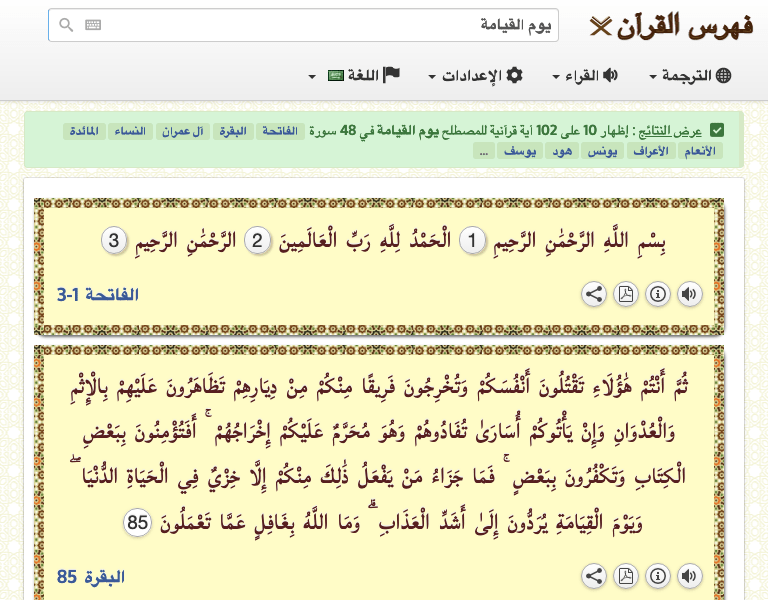 فهرس القرآن
يوم القيامة
الترجمة القراء الإعدادات اللغة
عرض النتائج : إظهار 10 على 102 آية قرآنية للمصطلح يوم القيامة في 48 سورة الفاتحة البقرة آل عمران النساء المائدة
الأنعام الأعراف يونس هود يوسف ...
بِسْمِ اللَّهِ الرَّحْمَٰنِ الرَّحِيمِ 1 الْحَمْدُ لِلَّهِ رَبِّ الْعَالَمِينَ 2 الرَّحْمَٰنِ الرَّحِيمِ 3
الفاتحة 1-3
ثُمَّ أَنْتُمْ هَٰؤُلَاءِ تَقْتُلُونَ أَنْفُسَكُمْ وَتُخْرِجُونَ فَرِيقًا مِنْكُمْ مِنْ دِيَارِهِمْ تَظَاهَرُونَ عَلَيْهِمْ بِالْإِثْمِ
وَالْعُدْوَانِ وَإِنْ يَأْتُوكُمْ أُسَارَىٰ تُفَادُوهُمْ وَهُوَ مُحَرَّمٌ عَلَيْكُمْ إِخْرَاجُهُمْ ۚ أَفَتُؤْمِنُونَ بِبَعْضِ
الْكِتَابِ وَتَكْفُرُونَ بِبَعْضٍ ۚ فَمَا جَزَاءُ مَنْ يَفْعَلُ ذَٰلِكَ مِنْكُمْ إِلَّا خِزْيٌ فِي الْحَيَاةِ الدُّنْيَا ۖ
وَيَوْمَ الْقِيَامَةِ يُرَدُّونَ إِلَىٰ أَشَدِّ الْعَذَابِ ۗ وَمَا اللَّهُ بِغَافِلٍ عَمَّا تَعْمَلُونَ 85
البقرة 85